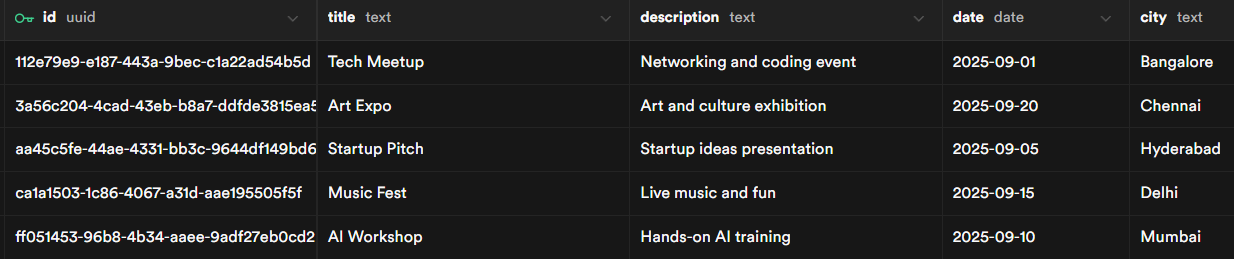 id uuid title text description text date date city text
112e79e9-e187-443a-9bec-c1a22ad54b5d Tech Meetup Networking and coding event 2025-09-01 Bangalore
3a56c204-4cad-43eb-b8a7-ddfde3815ea5 Art Expo Art and culture exhibition 2025-09-20 Chennai
aa45c5fe-44ae-4331-bb3c-9644df149bd6 Startup Pitch Startup ideas presentation 2025-09-05 Hyderabad
ca1a1503-1c86-4067-a31d-aae195505f5f Music Fest Live music and fun 2025-09-15 Delhi
ff051453-96b8-4b34-aaee-9adf27eb0cd2 AI Workshop Hands-on AI training 2025-09-10 Mumbai